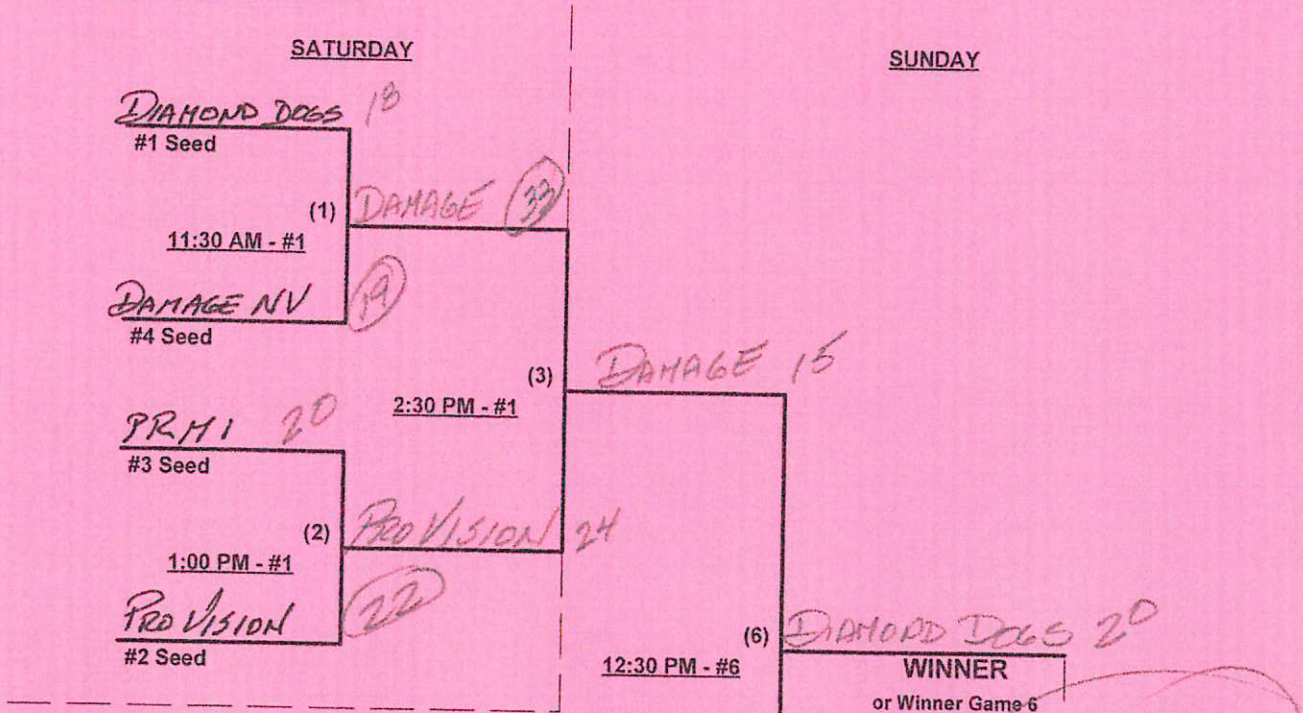 SATURDAY
SUNDAY
DIAMOND DOGS 18
#1 Seed
(1)
DAMAGE 33
11:30 AM - #1
DAMAGE NV 19
#4 Seed
(3)
DAMAGE 15
2:30 PM - #1
PRMI 20
#3 Seed
(2)
PRO VISION 24
1:00 PM - #1
PRO VISION 22
#2 Seed
(6)
DIAMOND DOGS 20
12:30 PM - #6
WINNER
or Winner Game 6